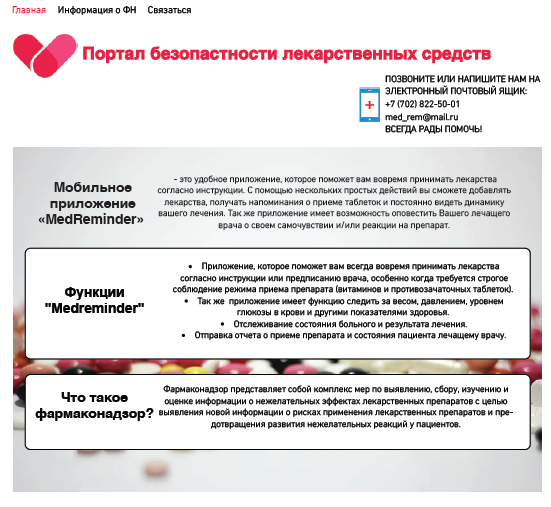 Главная Информация о ФН Связаться
Портал безопастности лекарственных средств
ПОЗВОНИТЕ ИЛИ НАПИШИТЕ НАМ НА
ЭЛЕКТРОННЫЙ ПОЧТОВЫЙ ЯЩИК:
+7 (702) 822-50-01
med_rem@mail.ru
ВСЕГДА РАДЫ ПОМОЧЬ!
Мобильное
приложение
«MedReminder»
- это удобное приложение, которое поможет вам вовремя принимать лекарства
согласно инструкции. С помощью нескольких простых действий вы сможете добавлять
лекарства, получать напоминания о приеме таблеток и постоянно видеть динамику
вашего лечения. Так же приложение имеет возможность оповестить Вашего лечащего
врача о своем самочувствии и/или реакции на препарат.
Функции
"Medreminder"
• Приложение, которое поможет вам всегда вовремя принимать лекарства
согласно инструкции или предписанию врача, особенно когда требуется строгое
соблюдение режима приема препарата (витаминов и противозачаточных таблеток).
• Так же приложение имеет функцию следить за весом, давлением, уровнем
глюкозы в крови и другими показателями здоровья.
• Отслеживание состояния больного и результата лечения.
• Отправка отчета о приеме препарата и состояния пациента лечащему врачу.
Что такое
фармаконадзор?
Фармаконадзор представляет собой комплекс мер по выявлению, сбору, изучению и
оценке информации о нежелательных эффектах лекарственных препаратов с целью
выявления новой информации о рисках применения лекарственных препаратов и пре-
дотвращения развития нежелательных реакций у пациентов.